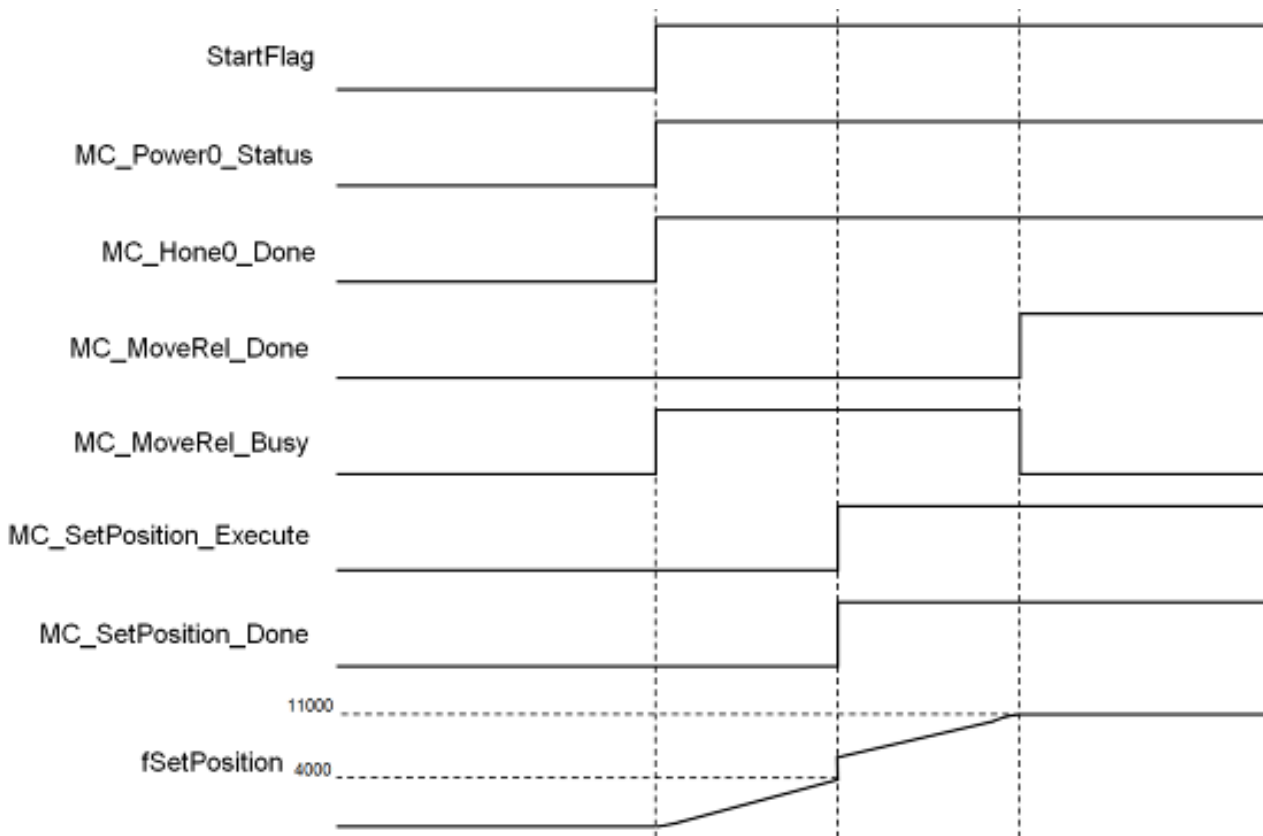 StartFlag
MC_Power0_Status
MC_Hone0_Done
MC_MoveRel_Done
MC_MoveRel_Busy
MC_SetPosition_Execute
MC_SetPosition_Done
11000
fSetPosition 4000